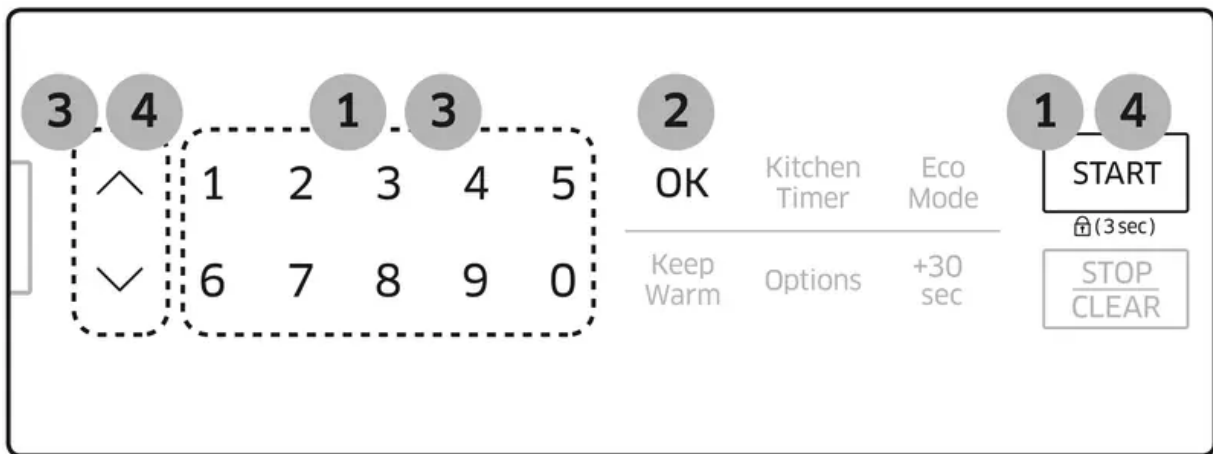 3 4 1 3 2 1 4
1 2 3 4 5 OK Kitchen Timer Eco Mode START
(3 sec)
6 7 8 9 0 Keep Warm Options +30 sec STOP CLEAR